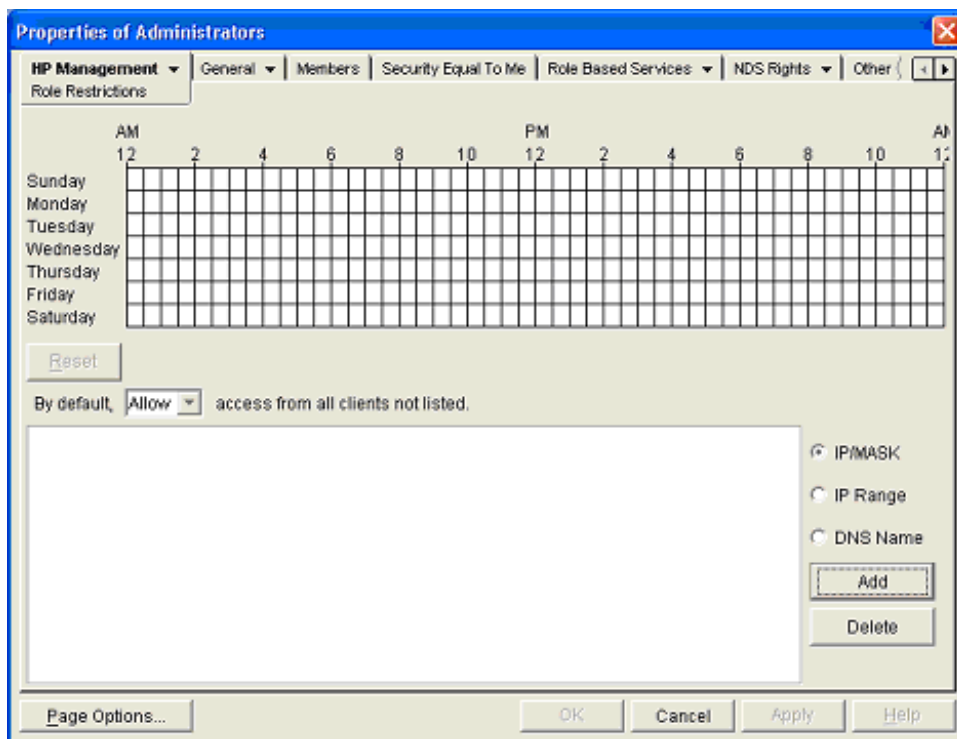 Properties of Administrators
HP Management General Members Security Equal To Me Role Based Services NDS Rights Other
Role Restrictions
AM PM AM
12 2 4 6 8 10 12 2 4 6 8 10 12
Sunday
Monday
Tuesday
Wednesday
Thursday
Friday
Saturday
Reset
By default, Allow access from all clients not listed.
IP/MASK
IP Range
DNS Name
Add
Delete
Page Options... OK Cancel Apply Help